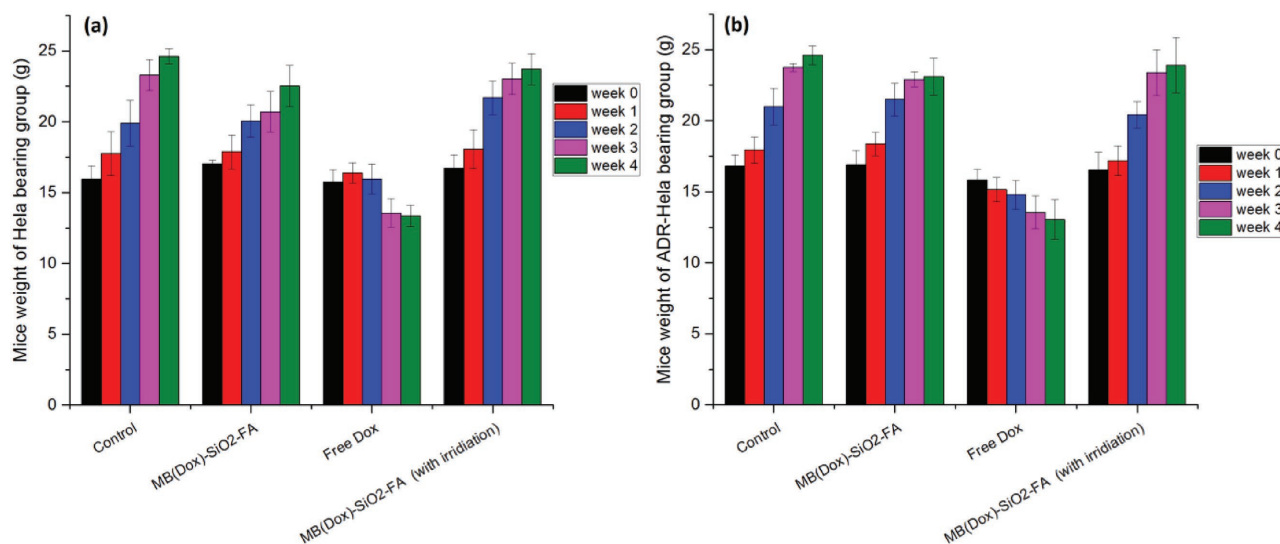 (a)
Mice weight of Hela bearing group (g)
25
20
15
10
5
0
week 0
week 1
week 2
week 3
week 4
Control
MB(Dox)-SiO2-FA
Free Dox
MB(Dox)-SiO2-FA (with irridiation)
(b)
Mice weight of ADR-Hela bearing group (g)
25
20
15
10
5
0
week 0
week 1
week 2
week 3
week 4
Control
MB(Dox)-SiO2-FA
Free Dox
MB(Dox)-SiO2-FA (with irridiation)